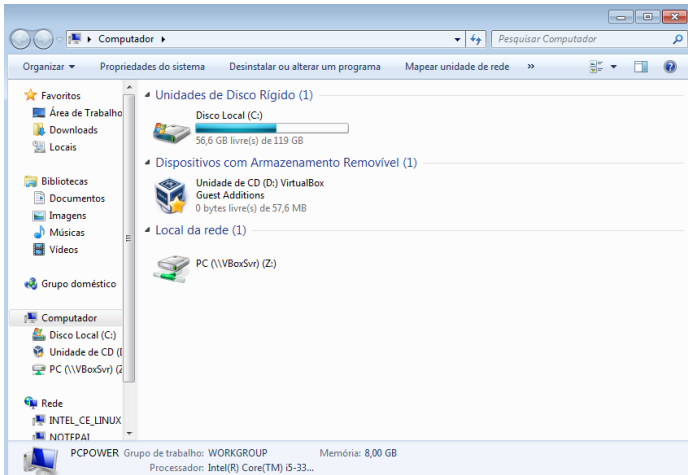 Computador
Pesquisar Computador
Organizar Propriedades do sistema Desinstalar ou alterar um programa Mapear unidade de rede »
Favoritos
Área de Trabalho
Downloads
Locais
Bibliotecas
Documentos
Imagens
Músicas
Vídeos
Grupo doméstico
Computador
Disco Local (C:)
Unidade de CD (
PC (\\VBoxSvr) (Z
Rede
INTEL_CE_LINUX
NOTEPAI
Unidades de Disco Rígido (1)
Disco Local (C:)
56,6 GB livre(s) de 119 GB
Dispositivos com Armazenamento Removível (1)
Unidade de CD (D:) VirtualBox
Guest Additions
0 bytes livre(s) de 57,6 MB
Local da rede (1)
PC (\\VBoxSvr) (Z:)
PCPOWER Grupo de trabalho: WORKGROUP Memória: 8,00 GB
Processador: Intel(R) Core(TM) i5-33...